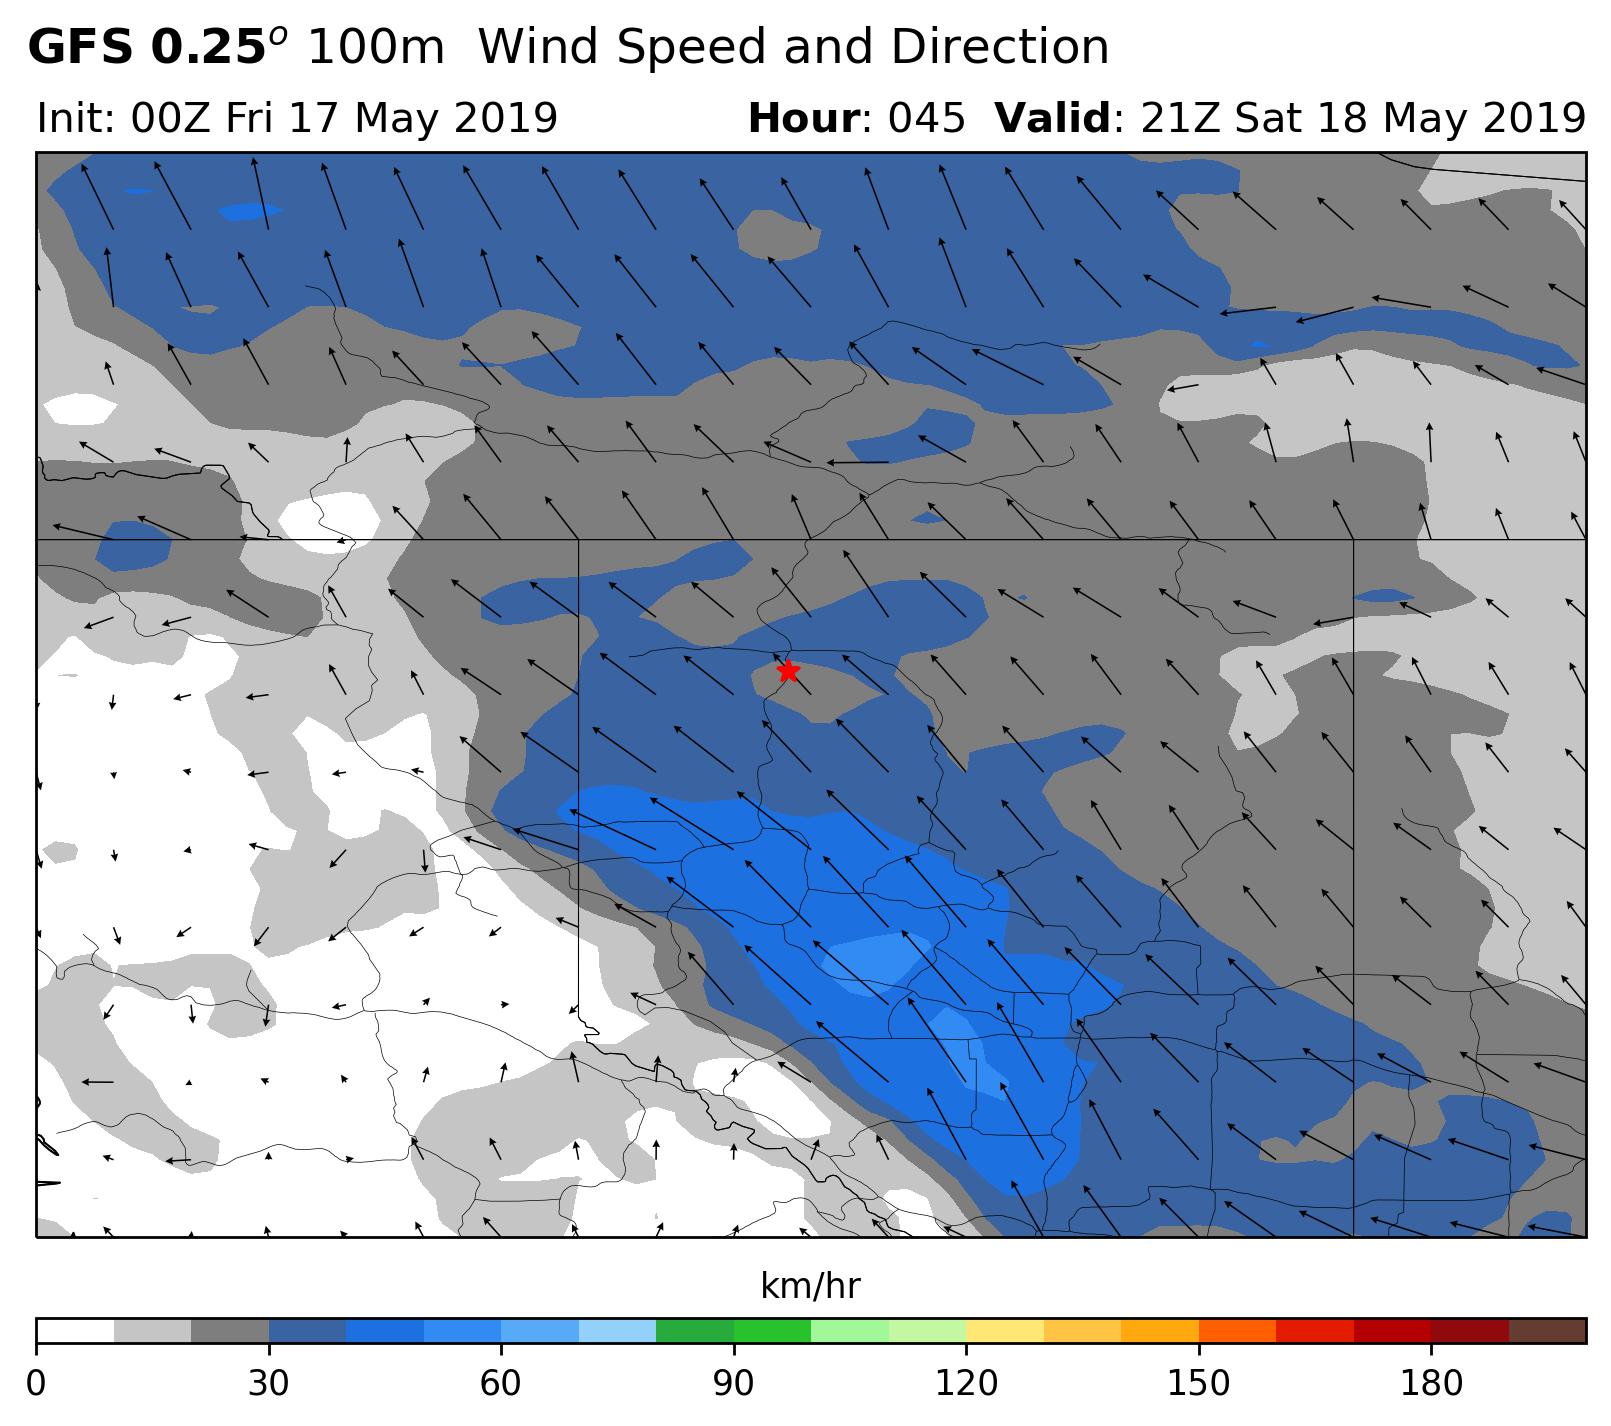 GFS 0.25° 100m  Wind Speed and Direction
Init: 00Z Fri 17 May 2019 Hour: 045 Valid: 21Z Sat 18 May 2019
km/hr
0 30 60 90 120 150 180